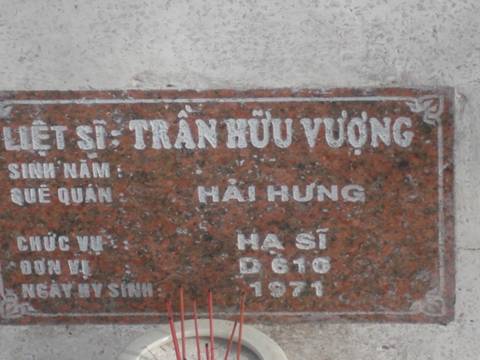 LIỆT SĨ: TRẦN HỮU VƯỢNG
SINH NĂM :
QUÊ QUÁN : HẢI HƯNG
CHỨC VỤ : HẠ SĨ
ĐƠN VỊ : D 616
NGÀY HY SINH : 1971